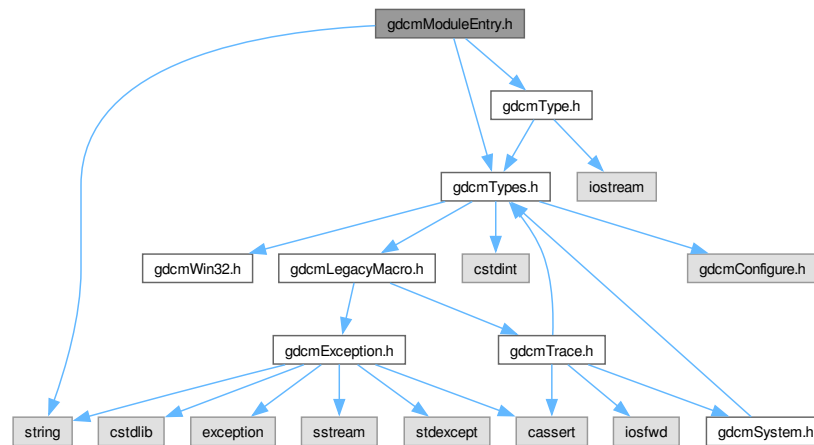 gdcmModuleEntry.h
gdcmType.h
gdcmTypes.h
iostream
gdcmWin32.h
gdcmLegacyMacro.h
cstdint
gdcmConfigure.h
gdcmException.h
gdcmTrace.h
string
cstdlib
exception
sstream
stdexcept
cassert
iosfwd
gdcmSystem.h